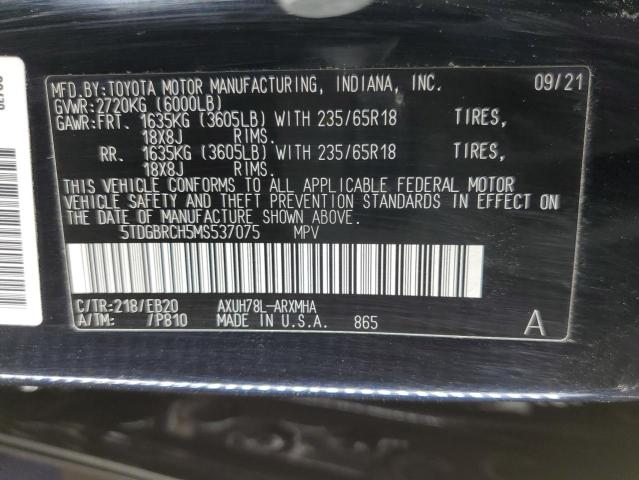 MFD.BY:TOYOTA MOTOR MANUFACTURING, INDIANA, INC. 09/21
GVWR:2720KG (6000LB)
GAWR:FRT. 1635KG (3605LB) WITH 235/65R18 TIRES,
18X8J RIMS.
RR. 1635KG (3605LB) WITH 235/65R18 TIRES,
18X8J RIMS.
THIS VEHICLE CONFORMS TO ALL APPLICABLE FEDERAL MOTOR
VEHICLE SAFETY AND THEFT PREVENTION STANDARDS IN EFFECT ON
THE DATE OF MANUFACTURE SHOWN ABOVE.
5TDGBRCH5MS537075 MPV
C/TR:218/EB20 AXUH78L-ARXMHA
A/TM: /P810 MADE IN U.S.A. 865 A